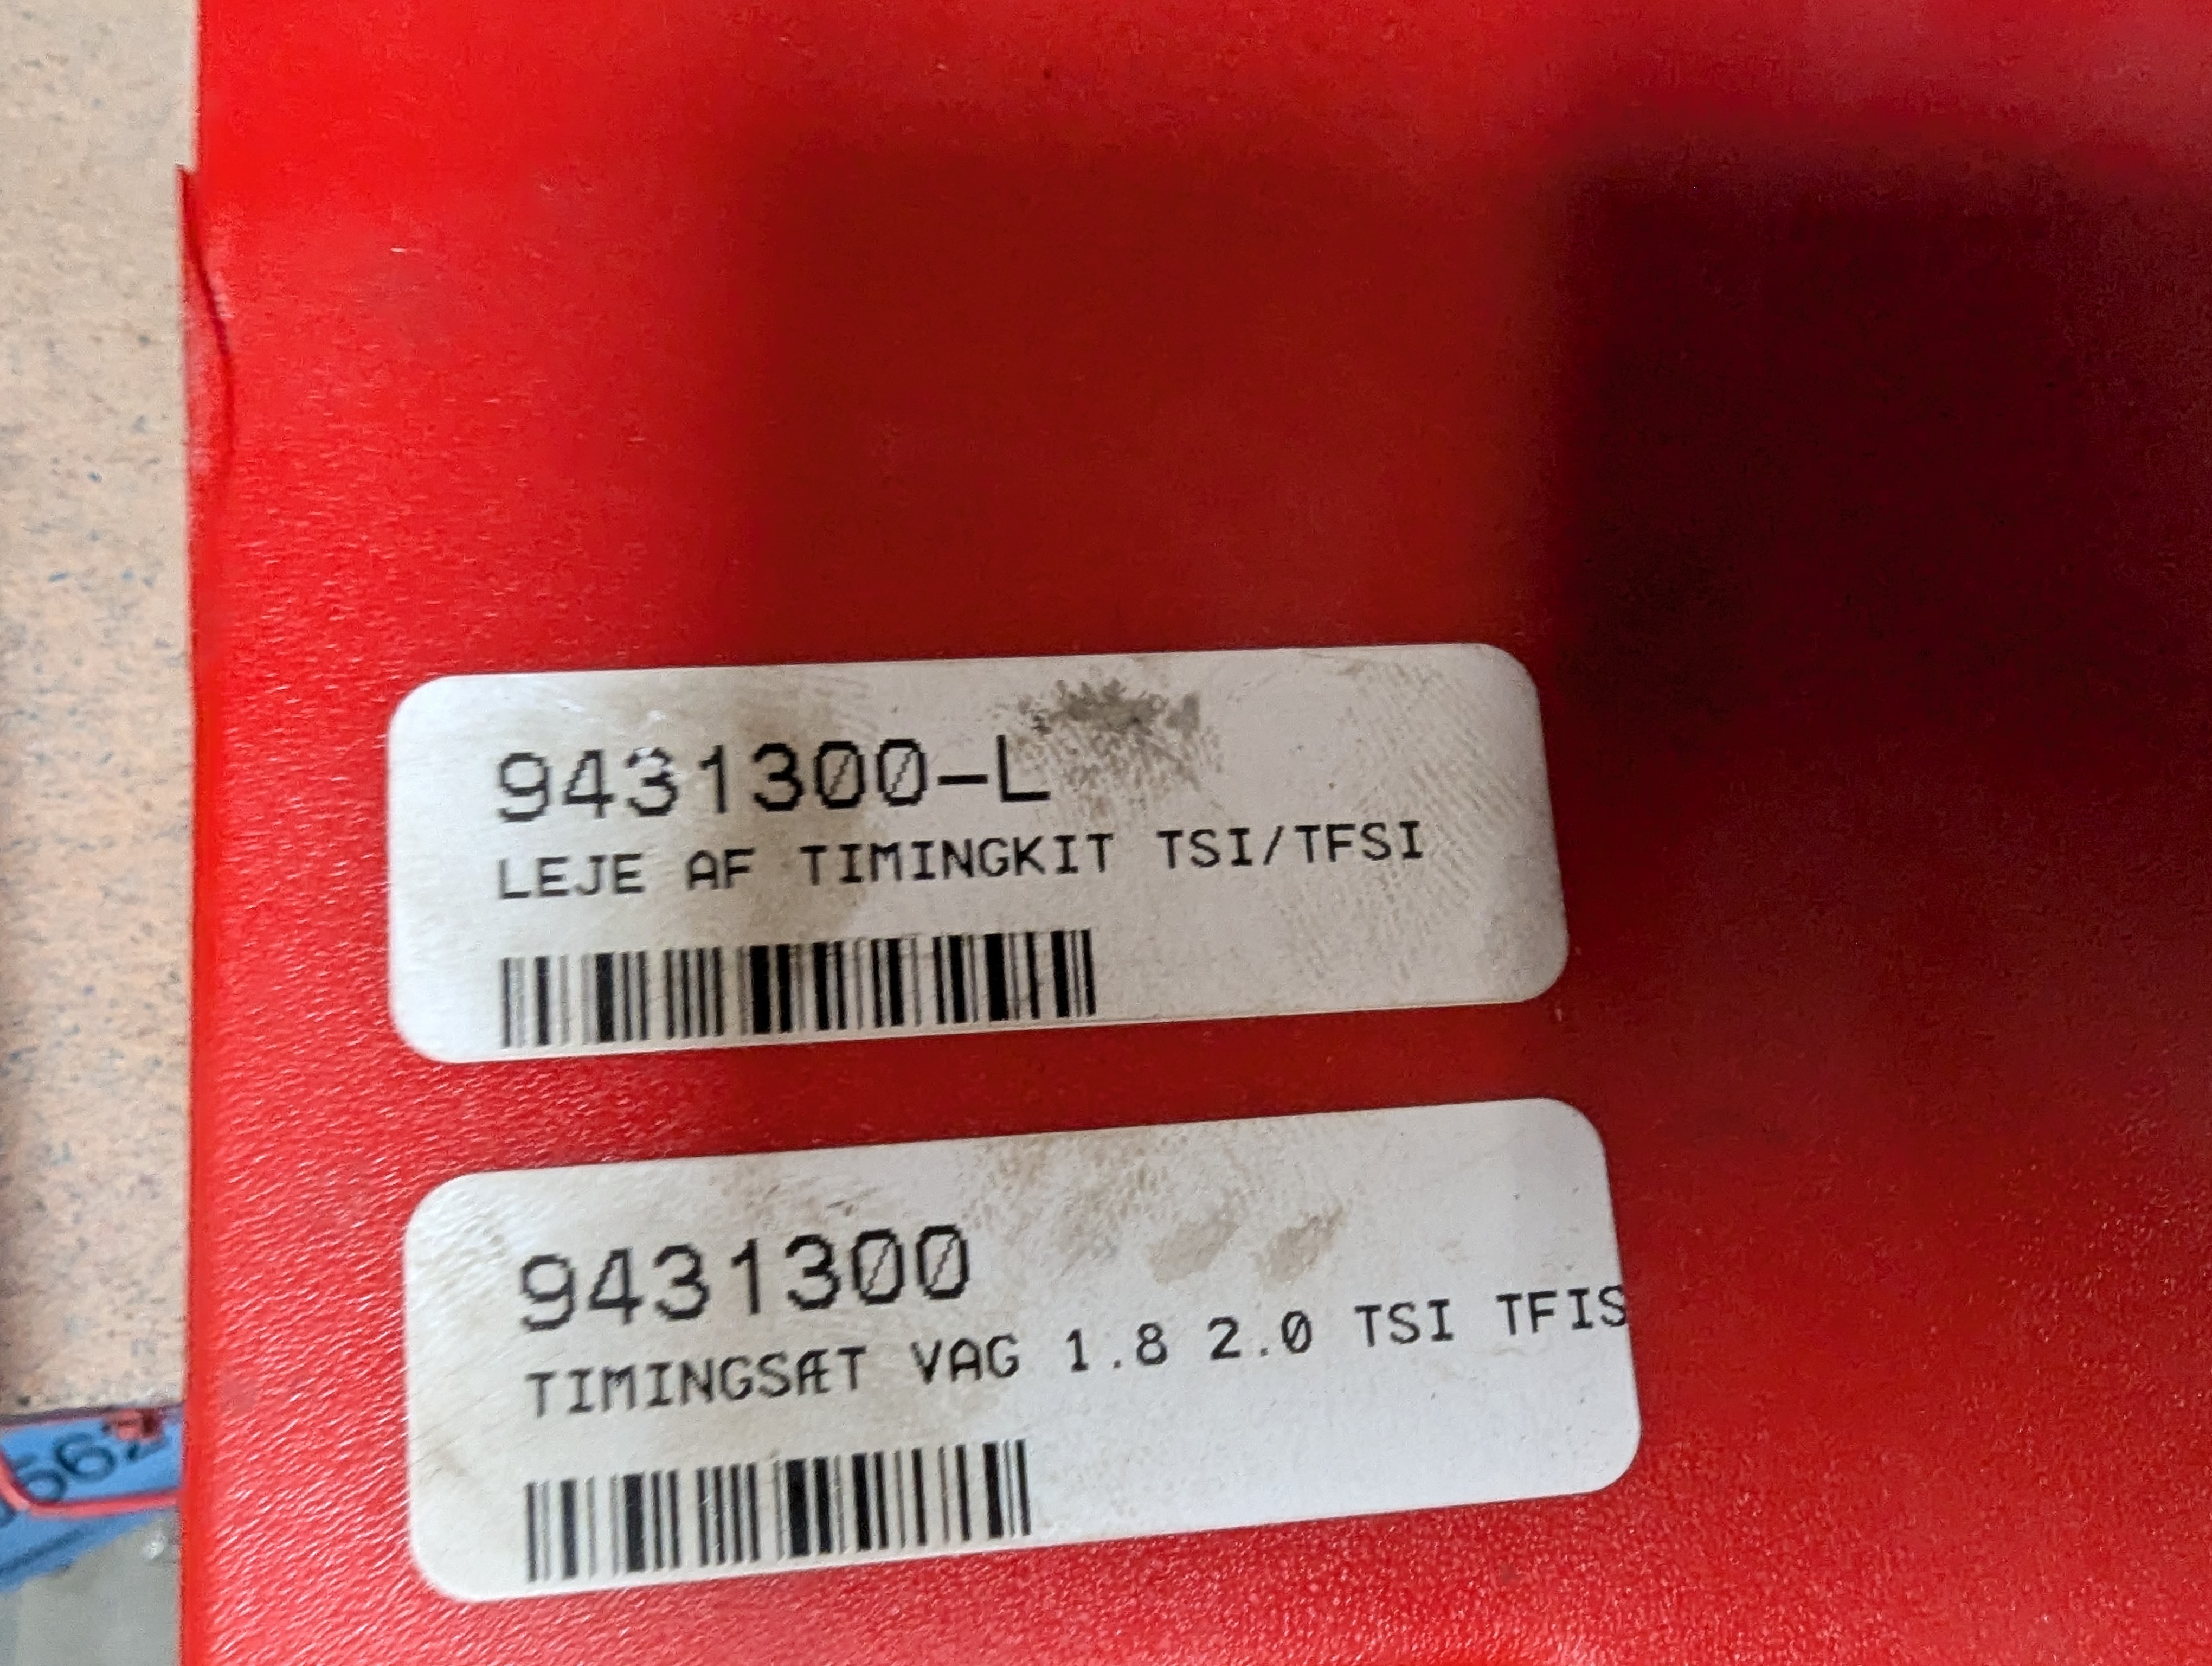 9431300-L
LEJE AF TIMINGKIT TSI/TFSI
9431300
TIMINGSÆT VAG 1.8 2.0 TSI TFIS